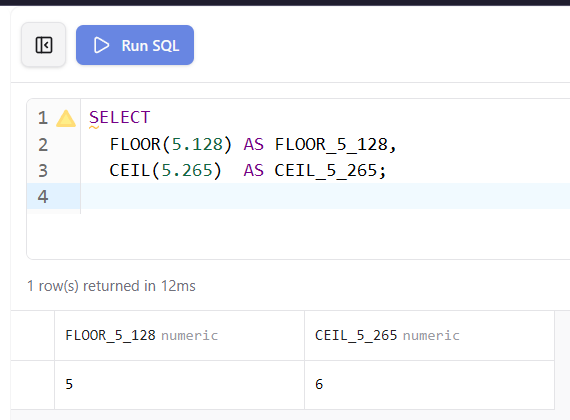 Run SQL
1 SELECT
2 FLOOR(5.128) AS FLOOR_5_128,
3 CEIL(5.265)  AS CEIL_5_265;
4
1 row(s) returned in 12ms
FLOOR_5_128 numeric CEIL_5_265 numeric
5 6